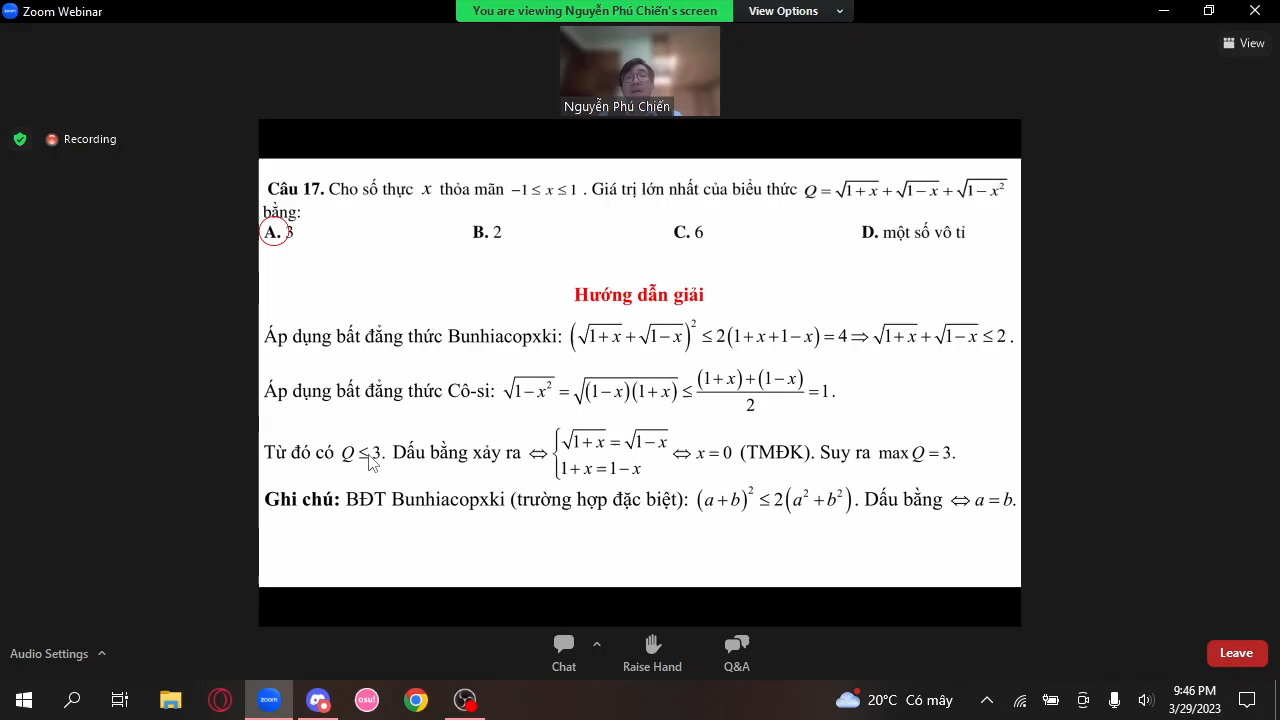 Zoom Webinar
You are viewing Nguyễn Phú Chiến's screen
View Options
View
Nguyễn Phú Chiến
Recording
Câu 17. Cho số thực x thỏa mãn −1 ≤ x ≤ 1 . Giá trị lớn nhất của biểu thức Q = √(1+x) + √(1−x) + √(1−x²)
bằng:
A. 3 B. 2 C. 6 D. một số vô tỉ
Hướng dẫn giải
Áp dụng bất đẳng thức Bunhiacopxki: (√(1+x) + √(1−x))² ≤ 2(1+x+1−x) = 4 ⇒ √(1+x) + √(1−x) ≤ 2 .
Áp dụng bất đẳng thức Cô-si: √(1−x²) = √((1−x)(1+x)) ≤ ((1+x)+(1−x))/2 = 1 .
Từ đó có Q ≤ 3. Dấu bằng xảy ra ⇔ { √(1+x) = √(1−x) ; 1+x = 1−x ⇔ x = 0 (TMĐK). Suy ra max Q = 3.
Ghi chú: BĐT Bunhiacopxki (trường hợp đặc biệt): (a+b)² ≤ 2(a²+b²). Dấu bằng ⇔ a = b.
Audio Settings
Chat
Raise Hand
Q&A
Leave
zoom
osu!
20°C Có mây
9:46 PM
3/29/2023